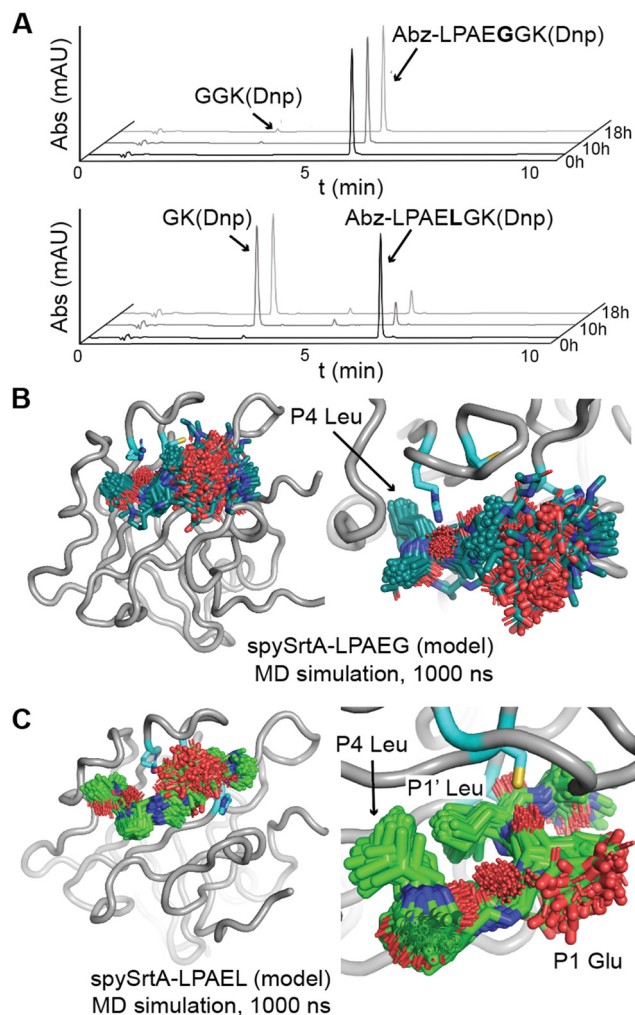 A
Abs (mAU)
Abz-LPAEGGK(Dnp)
GGK(Dnp)
18h
10h
0h
0
5
10
t (min)
Abs (mAU)
GK(Dnp)
Abz-LPAELGK(Dnp)
18h
10h
0h
0
5
10
t (min)
B
P4 Leu
spySrtA-LPAEG (model)
MD simulation, 1000 ns
C
P4 Leu
P1' Leu
P1 Glu
spySrtA-LPAEL (model)
MD simulation, 1000 ns